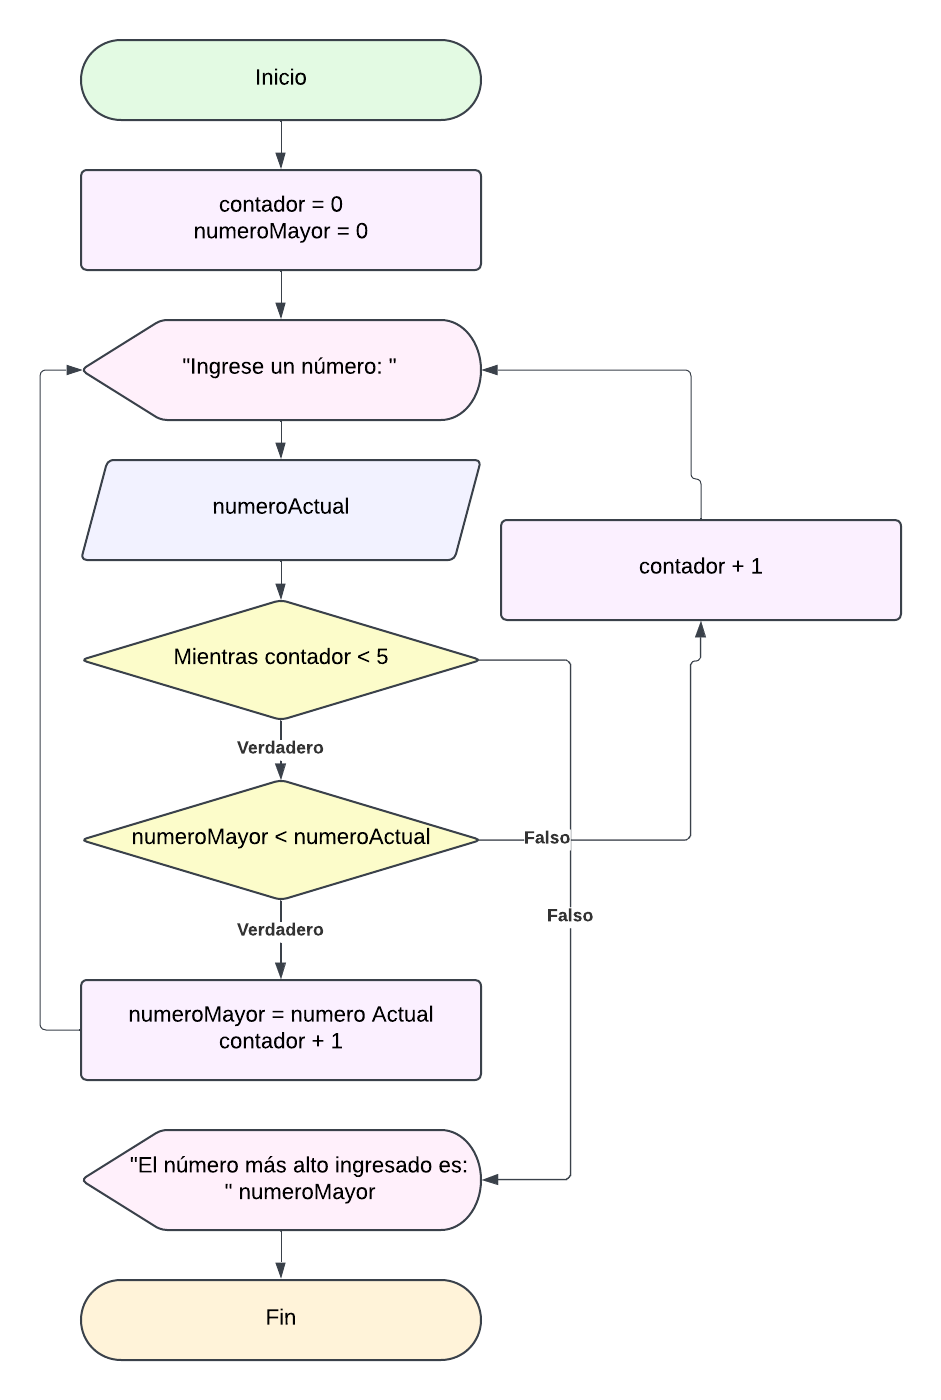 Inicio
contador = 0
numeroMayor = 0
"Ingrese un número: "
numeroActual
contador + 1
Mientras contador < 5
Verdadero
numeroMayor < numeroActual
Falso
Falso
Verdadero
numeroMayor = numero Actual
contador + 1
"El número más alto ingresado es:
" numeroMayor
Fin